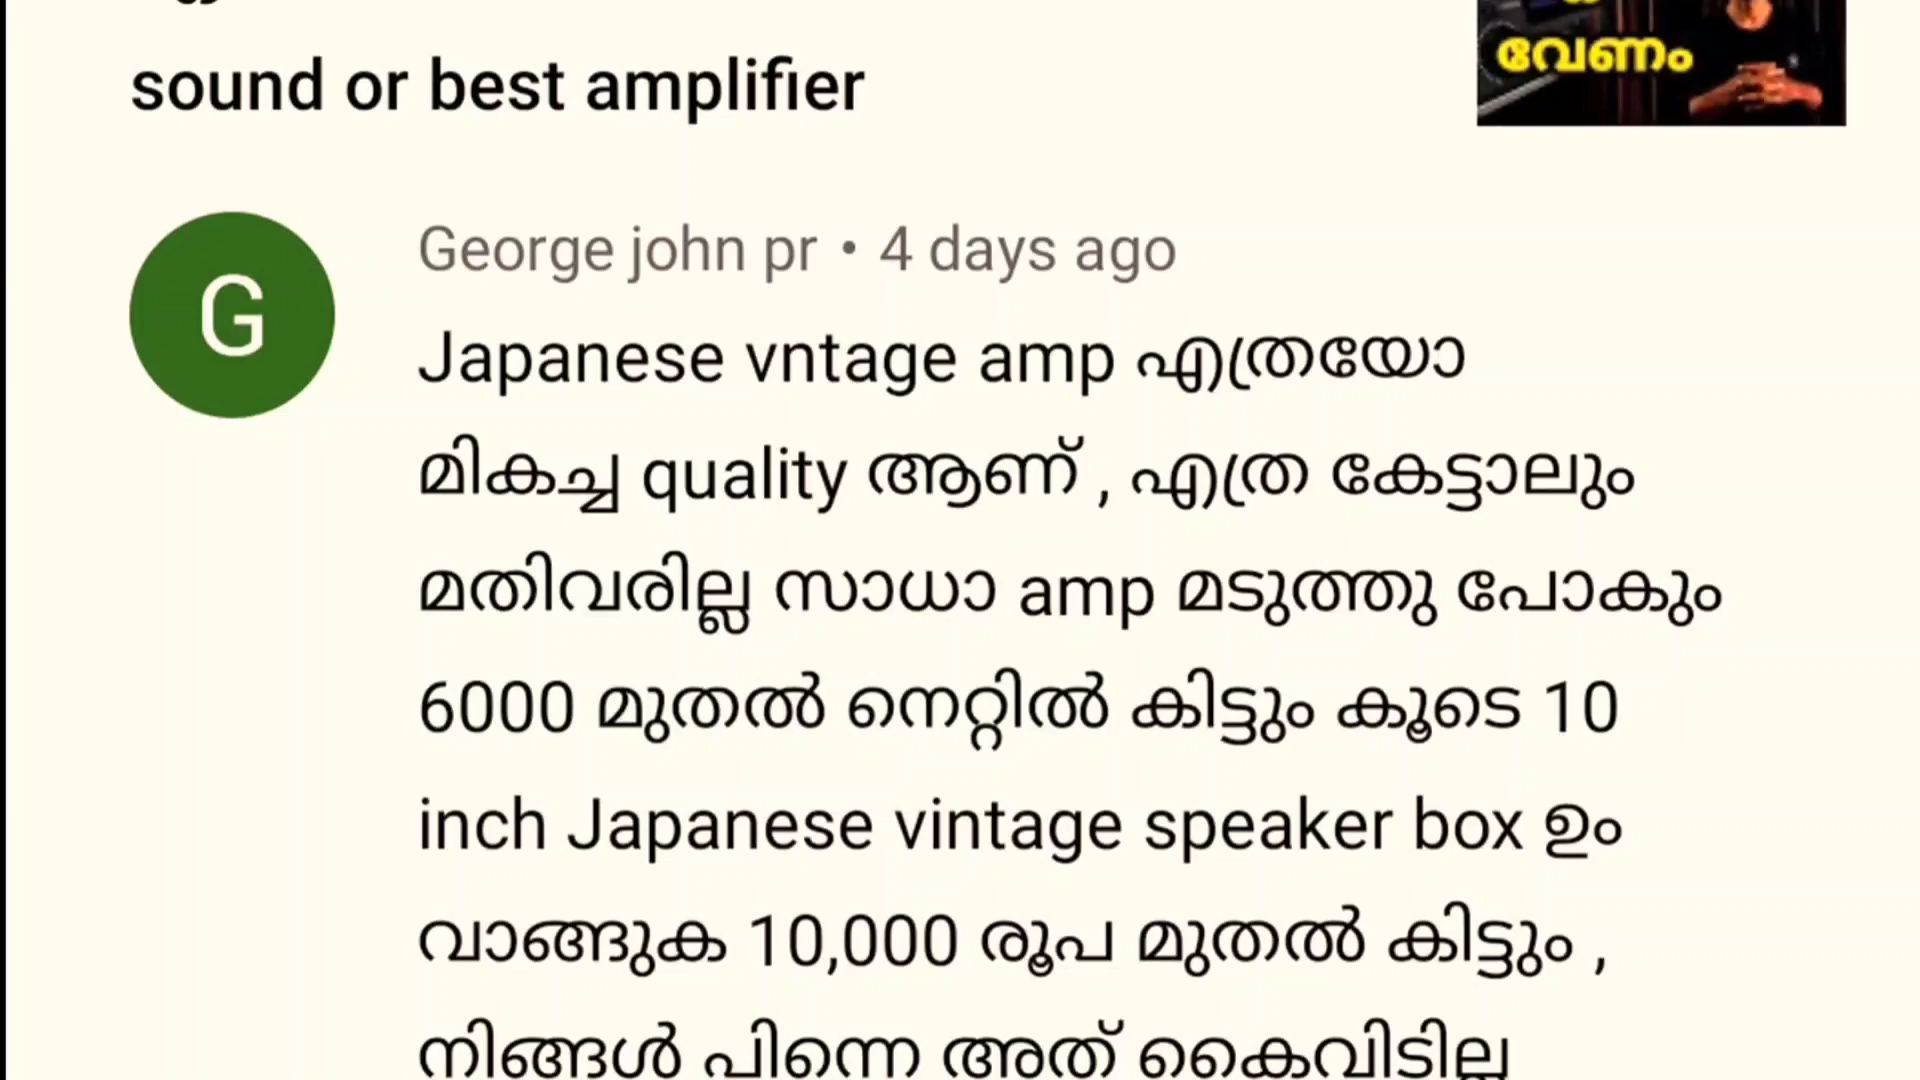 sound or best amplifier
വേണം
G
George john pr • 4 days ago
Japanese vntage amp എത്രയോ
മികച്ച quality ആണ് , എത്ര കേട്ടാലും
മതിവരില്ല സാധാ amp മടുത്തു പോകും
6000 മുതൽ നെറ്റിൽ കിട്ടും കൂടെ 10
inch Japanese vintage speaker box ഉം
വാങ്ങുക 10,000 രൂപ മുതൽ കിട്ടും ,
നിങ്ങൾ പിന്നെ അത് കൈവിടില്ല